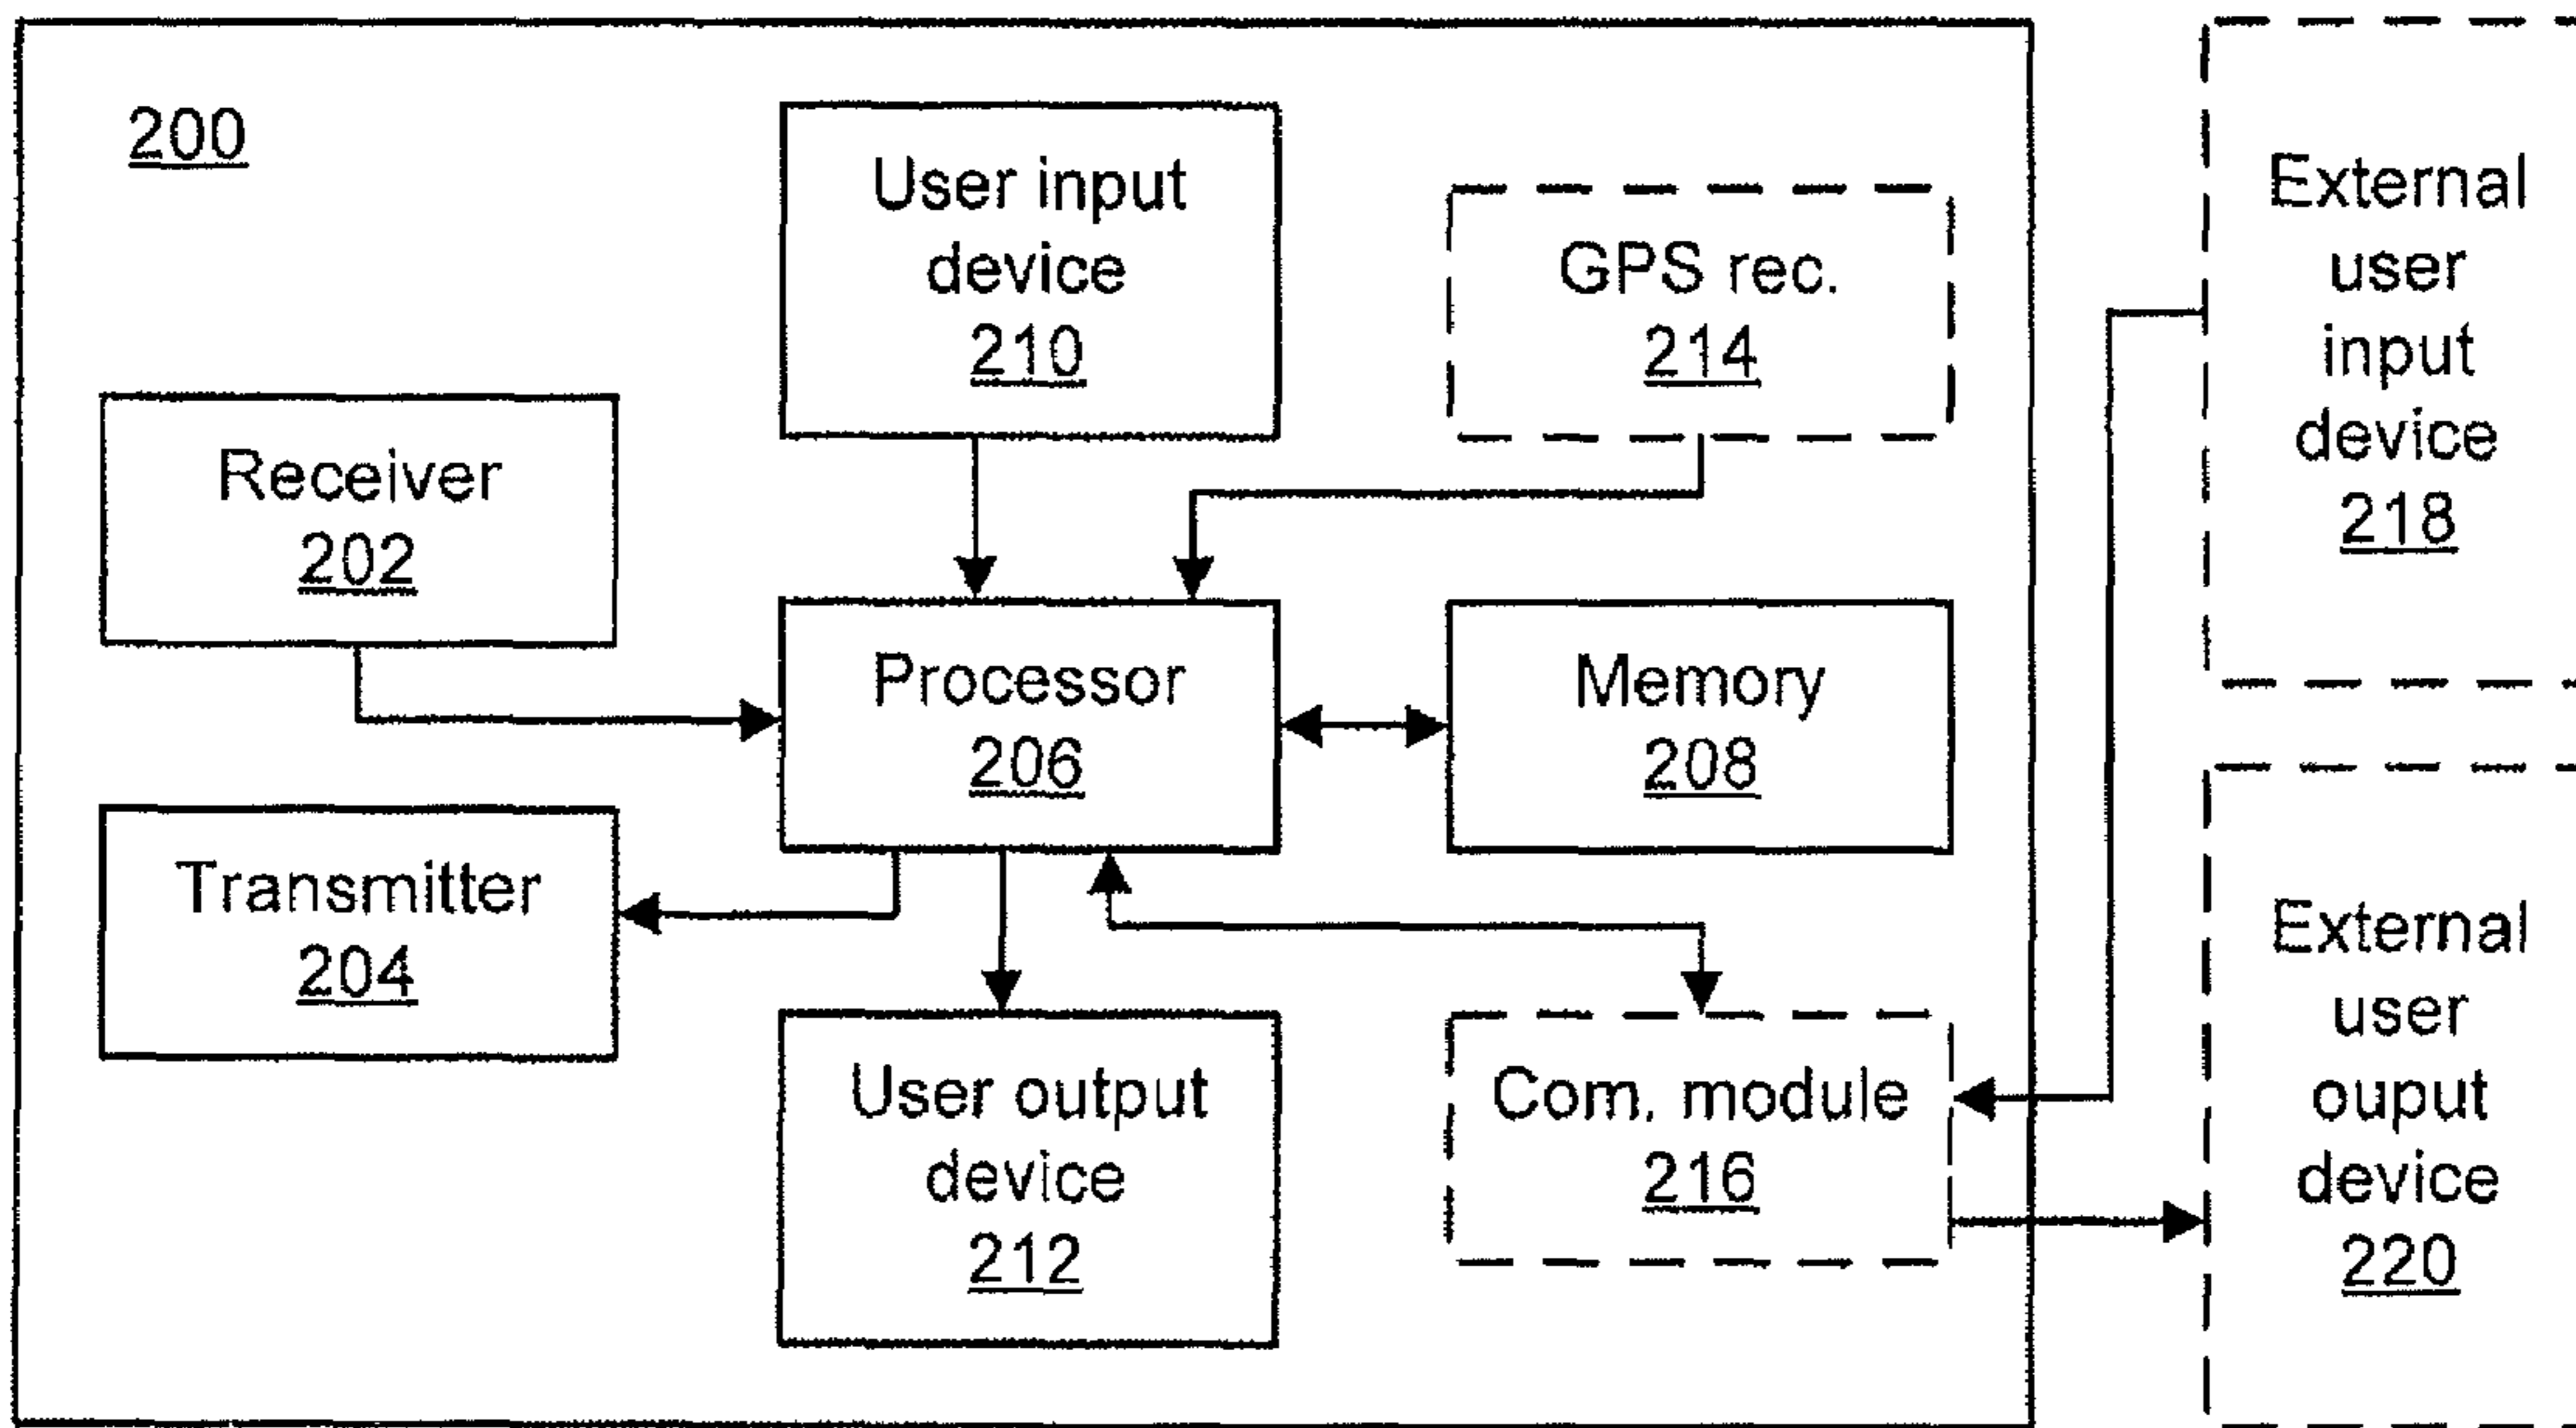 200
User input
device
210
GPS rec.
214
Receiver
202
Processor
206
Memory
208
Transmitter
204
User output
device
212
Com. module
216
External
user
input
device
218
External
user
ouput
device
220